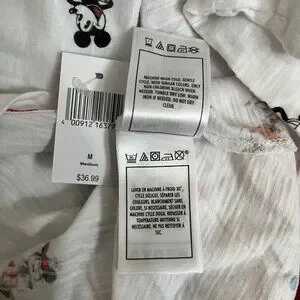 MACHINE WASH COLD, GENTLE
CYCLE, WITH SIMILAR COLORS, ONLY
NON-CHLORINE BLEACH WHEN
NEEDED. TUMBLE DRY LOW. WARM
IRON IF NEEDED. DO NOT DRY
CLEAN.
4 00912 16379
M
Medium
$36.99
LAVER EN MACHINE À FROID 30°,
CYCLE DÉLICAT, SÉPARER LES
COULEURS, BLANCHIMENT SANS
CHLORE, SI NÉCESSAIRE, SÉCHER EN
MACHINE CYCLE DOUX, REPASSER À
TEMPÉRATURE MOYENNE SI
NÉCESSAIRE. NE PAS NETTOYER À
SEC.